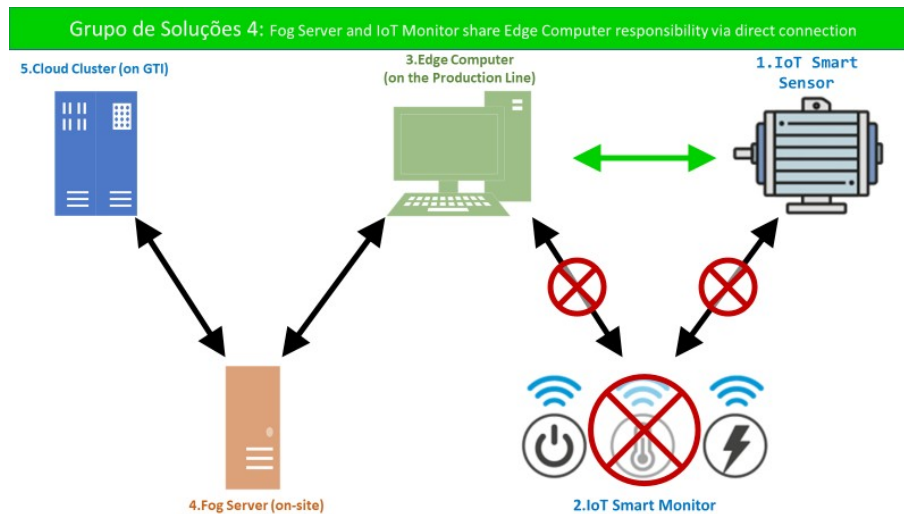 Grupo de Soluções 4: Fog Server and IoT Monitor share Edge Computer responsibility via direct connection
5.Cloud Cluster (on GTI)
3.Edge Computer
(on the Production Line)
1.IoT Smart
Sensor
4.Fog Server (on-site)
2.IoT Smart Monitor